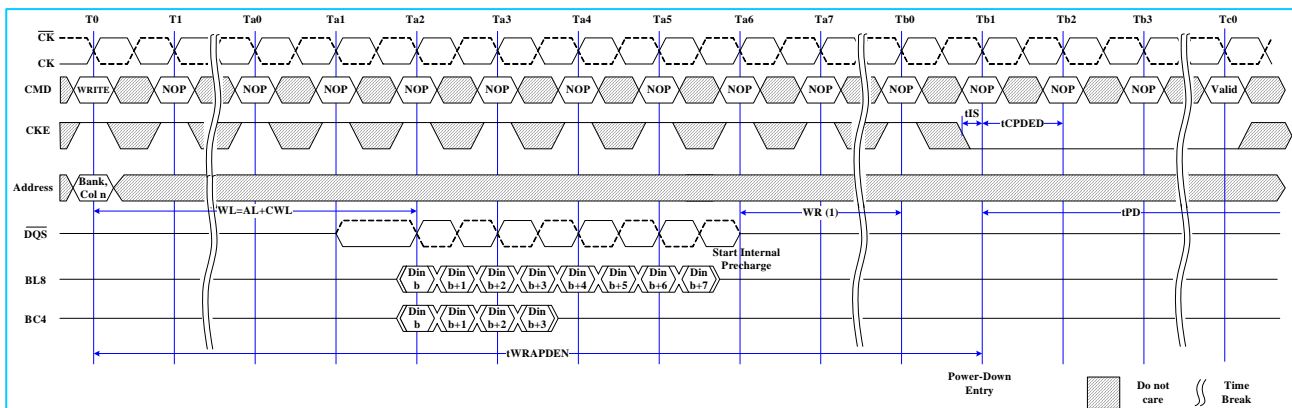 T0 T1 Ta0 Ta1 Ta2 Ta3 Ta4 Ta5 Ta6 Ta7 Tb0 Tb1 Tb2 Tb3 Tc0
CK
CK
CMD WRITE NOP NOP NOP NOP NOP NOP NOP NOP NOP NOP NOP NOP NOP Valid
tIS tCPDED
CKE
Address Bank,
Col n
WL=AL+CWL WR (1) tPD
DQS
Start Internal
Precharge
BL8 Din Din Din Din Din Din Din Din
b b+1 b+2 b+3 b+4 b+5 b+6 b+7
BC4 Din Din Din Din
b b+1 b+2 b+3
tWRAPDEN
Power-Down
Entry
Do not
care
Time
Break